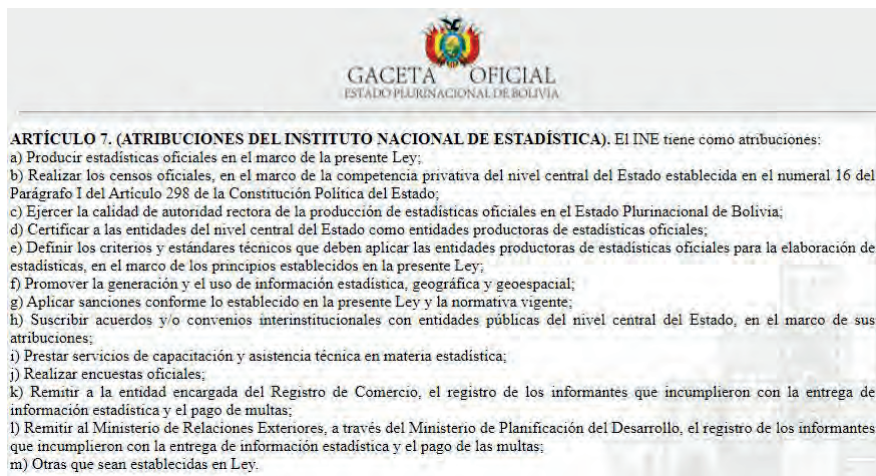 GACETA OFICIAL
ESTADO PLURINACIONAL DE BOLIVIA
ARTÍCULO 7. (ATRIBUCIONES DEL INSTITUTO NACIONAL DE ESTADÍSTICA). El INE tiene como atribuciones:
a) Producir estadísticas oficiales en el marco de la presente Ley;
b) Realizar los censos oficiales, en el marco de la competencia privativa del nivel central del Estado establecida en el numeral 16 del
Parágrafo I del Artículo 298 de la Constitución Política del Estado;
c) Ejercer la calidad de autoridad rectora de la producción de estadísticas oficiales en el Estado Plurinacional de Bolivia;
d) Certificar a las entidades del nivel central del Estado como entidades productoras de estadísticas oficiales;
e) Definir los criterios y estándares técnicos que deben aplicar las entidades productoras de estadísticas oficiales para la elaboración de
estadísticas, en el marco de los principios establecidos en la presente Ley;
f) Promover la generación y el uso de información estadística, geográfica y geoespacial;
g) Aplicar sanciones conforme lo establecido en la presente Ley y la normativa vigente;
h) Suscribir acuerdos y/o convenios interinstitucionales con entidades públicas del nivel central del Estado, en el marco de sus
atribuciones;
i) Prestar servicios de capacitación y asistencia técnica en materia estadística;
j) Realizar encuestas oficiales;
k) Remitir a la entidad encargada del Registro de Comercio, el registro de los informantes que incumplieron con la entrega de
información estadística y el pago de multas;
l) Remitir al Ministerio de Relaciones Exteriores, a través del Ministerio de Planificación del Desarrollo, el registro de los informantes
que incumplieron con la entrega de información estadística y el pago de las multas;
m) Otras que sean establecidas en Ley.